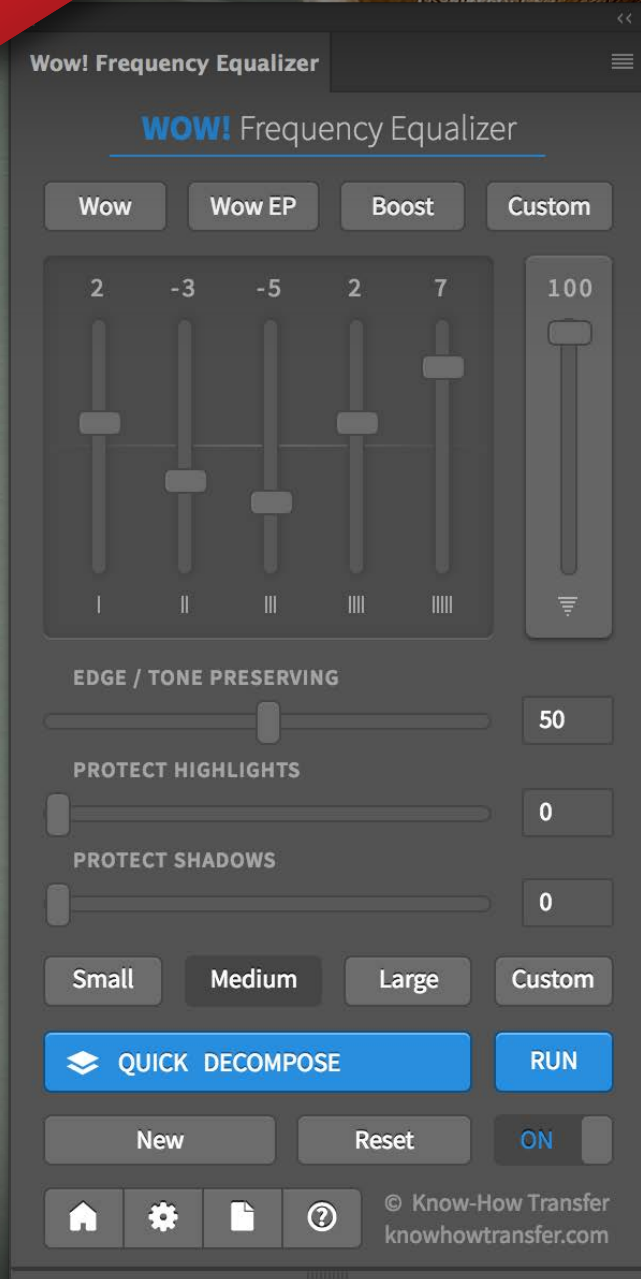 Wow! Frequency Equalizer
WOW! Frequency Equalizer
Wow Wow EP Boost Custom
2 -3 -5 2 7 100
EDGE / TONE PRESERVING
50
PROTECT HIGHLIGHTS
0
PROTECT SHADOWS
0
Small Medium Large Custom
QUICK DECOMPOSE RUN
New Reset ON
© Know-How Transfer
knowhowtransfer.com